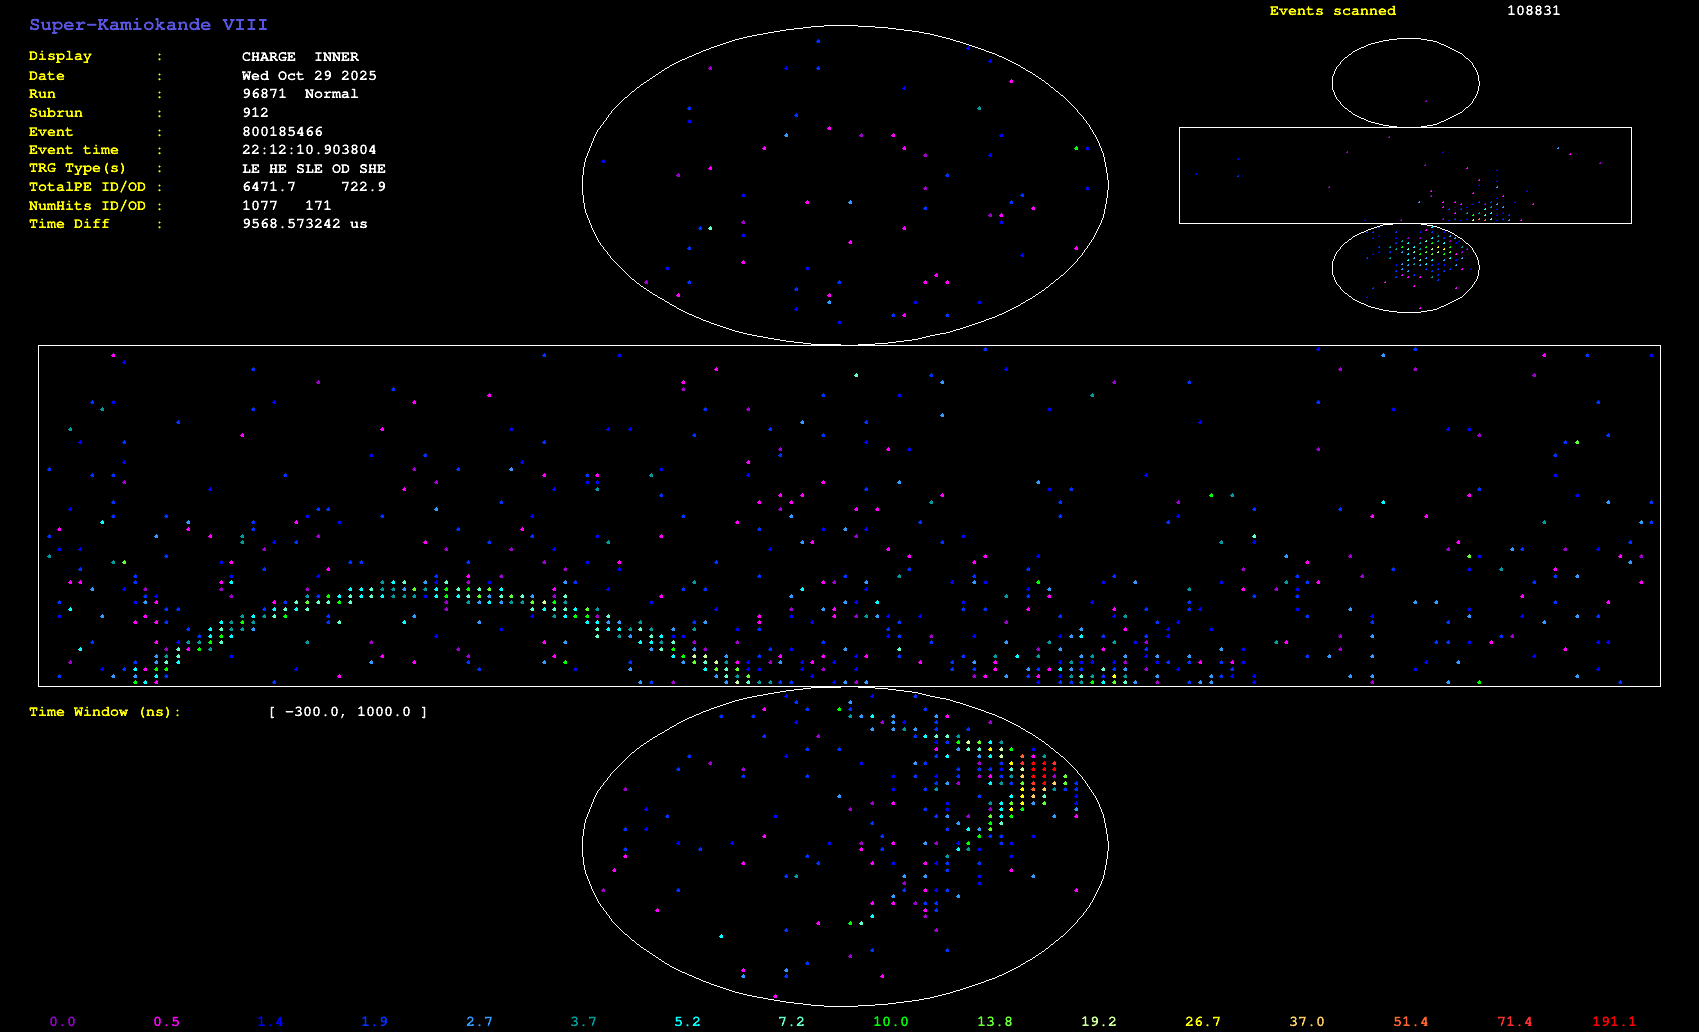 Super-Kamiokande VIII
Events scanned 108831
Display : CHARGE INNER
Date : Wed Oct 29 2025
Run : 96871 Normal
Subrun : 912
Event : 800185466
Event time : 22:12:10.903804
TRG Type(s) : LE HE SLE OD SHE
TotalPE ID/OD : 6471.7 722.9
NumHits ID/OD : 1077 171
Time Diff : 9568.573242 us
Time Window (ns): [ -300.0, 1000.0 ]
0.0 0.5 1.4 1.9 2.7 3.7 5.2 7.2 10.0 13.8 19.2 26.7 37.0 51.4 71.4 191.1